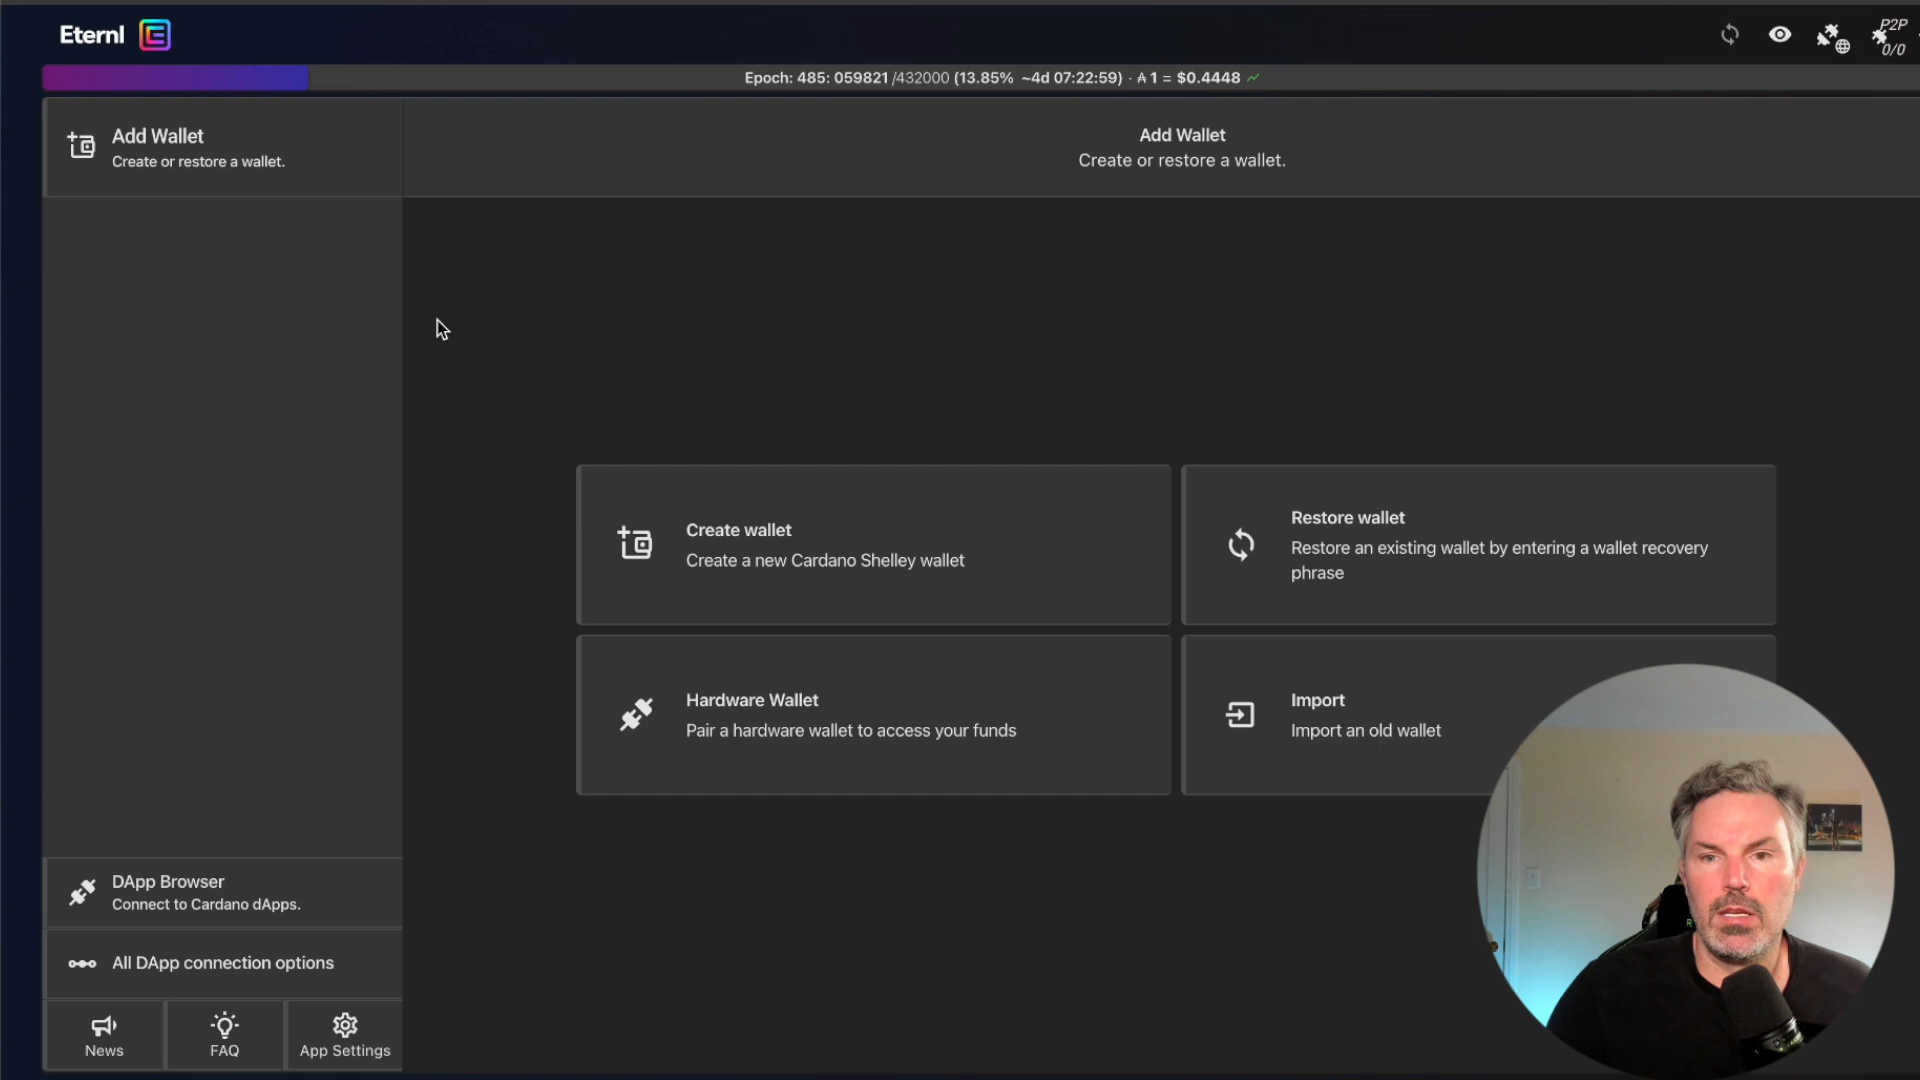 Eternl
P2P
0/0
Epoch: 485: 059821/432000 (13.85% ~4d 07:22:59) · ₳ 1 = $0.4448
Add Wallet
Create or restore a wallet.
Add Wallet
Create or restore a wallet.
Create wallet
Create a new Cardano Shelley wallet
Restore wallet
Restore an existing wallet by entering a wallet recovery
phrase
Hardware Wallet
Pair a hardware wallet to access your funds
Import
Import an old wallet
DApp Browser
Connect to Cardano dApps.
All DApp connection options
News
FAQ
App Settings